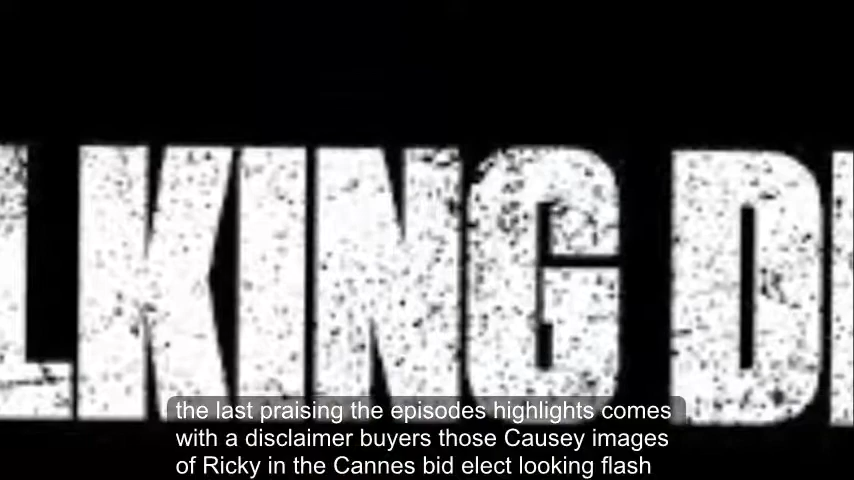 LKING D
the last praising the episodes highlights comes
with a disclaimer buyers those Causey images
of Ricky in the Cannes bid elect looking flash